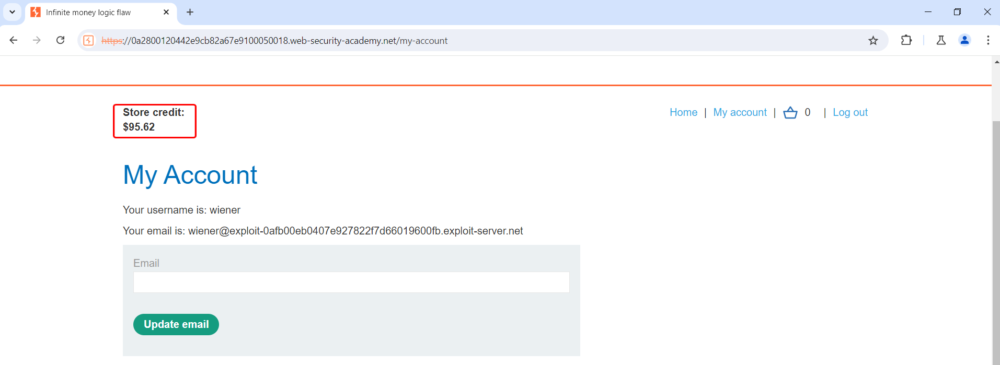 Infinite money logic flaw
https://0a2800120442e9cb82a67e9100050018.web-security-academy.net/my-account
Store credit:
$95.62
Home | My account | 0 | Log out
My Account
Your username is: wiener
Your email is: wiener@exploit-0afb00eb0407e927822f7d66019600fb.exploit-server.net
Email
Update email